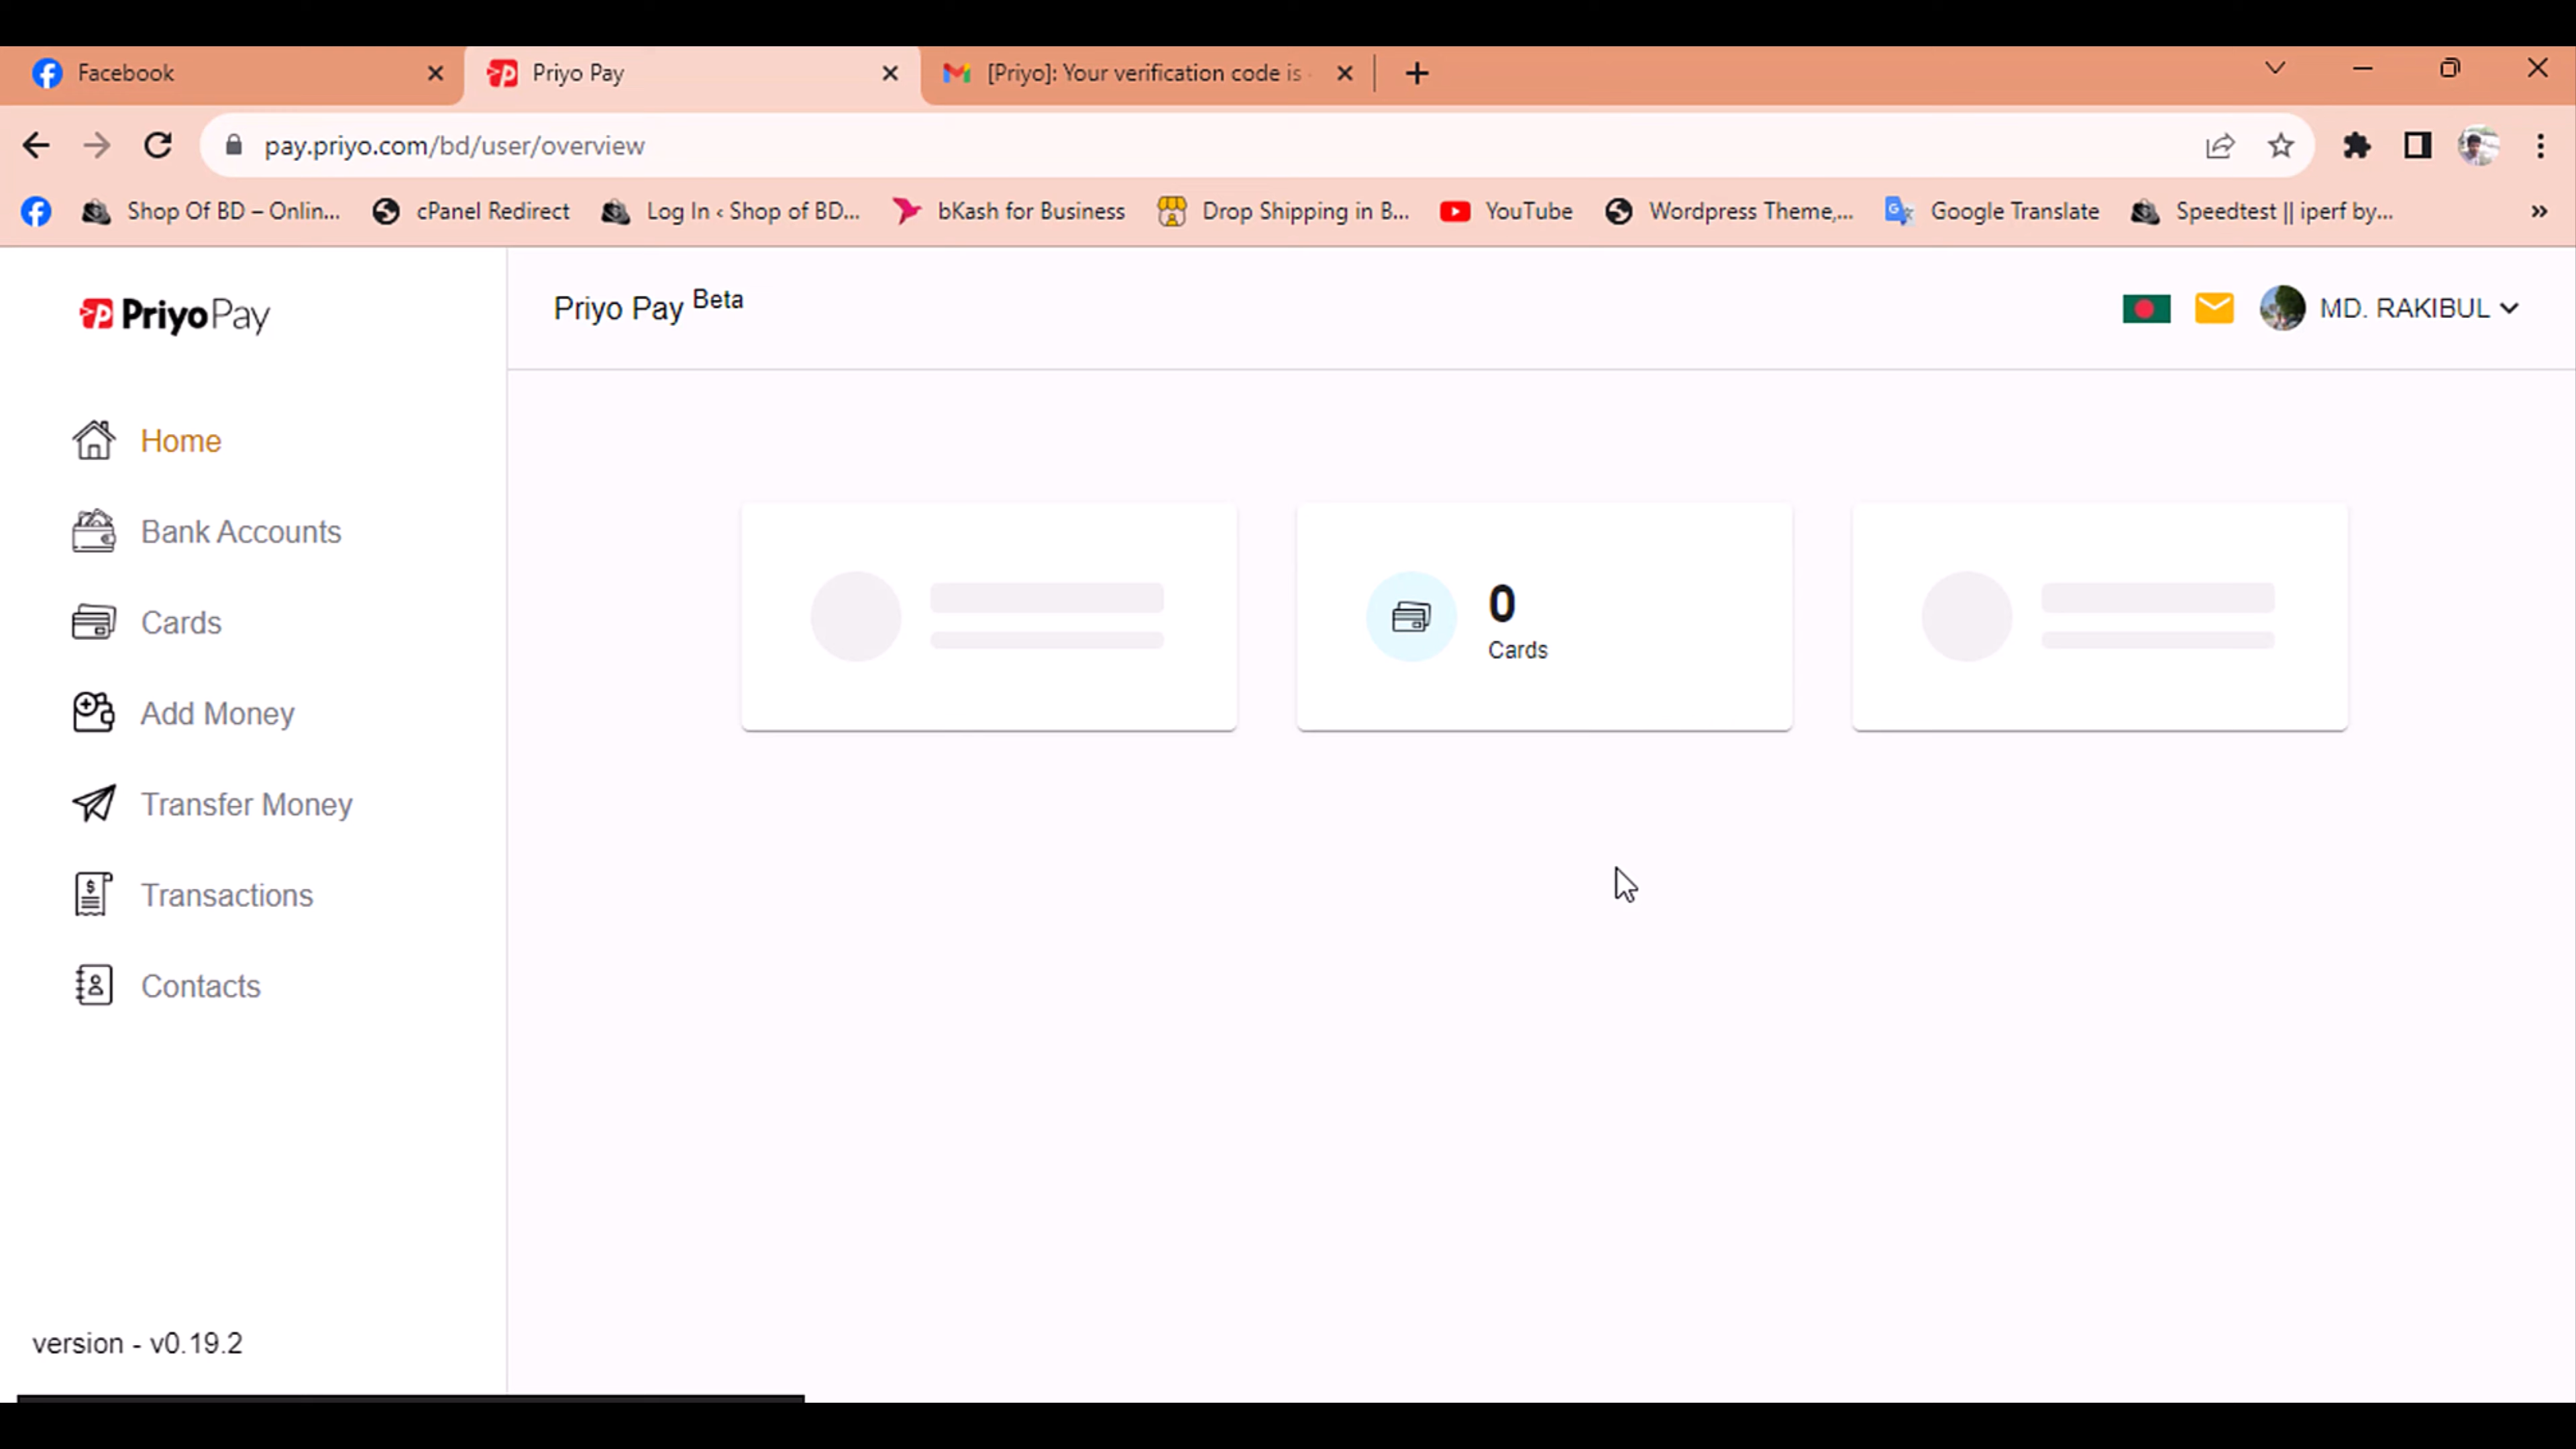 Facebook
Priyo Pay
[Priyo]: Your verification code is
pay.priyo.com/bd/user/overview
Shop Of BD – Onlin...
cPanel Redirect
Log In ‹ Shop of BD...
bKash for Business
Drop Shipping in B...
YouTube
Wordpress Theme,...
Google Translate
Speedtest || iperf by...
»
PriyoPay
Priyo Pay Beta
MD. RAKIBUL
Home
Bank Accounts
Cards
Add Money
Transfer Money
Transactions
Contacts
0
Cards
version - v0.19.2